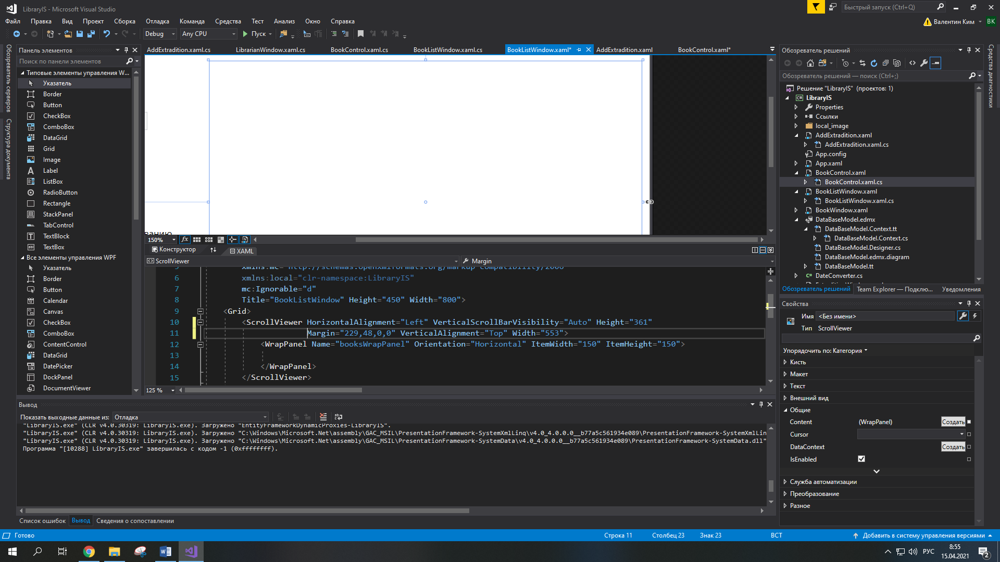 LibraryIS - Microsoft Visual Studio
Быстрый запуск (Ctrl+Q)
Файл Правка Вид Проект Сборка Отладка Команда Средства Тест Анализ Окно Справка
Валентин Ким ВК
Debug Any CPU Пуск
Обозреватель серверов
Структура документа
Панель элементов
Поиск по панели элементов
Типовые элементы управления W...
Указатель
Border
Button
CheckBox
ComboBox
DataGrid
Grid
Image
Label
ListBox
RadioButton
Rectangle
StackPanel
TabControl
TextBlock
TextBox
Все элементы управления WPF
Указатель
Border
Button
Calendar
Canvas
CheckBox
ComboBox
ContentControl
DataGrid
DatePicker
DockPanel
DocumentViewer
AddExtradition.xaml.cs LibrarianWindow.xaml.cs BookControl.xaml.cs BookListWindow.xaml.cs BookListWindow.xaml* AddExtradition.xaml BookControl.xaml*
ванию
150%
Конструктор XAML
ScrollViewer Margin
5 xmlns:mc="http://schemas.openxmlformats.org/markup-compatibility/2006"
6 xmlns:local="clr-namespace:LibraryIS"
7 mc:Ignorable="d"
8 Title="BookListWindow" Height="450" Width="800">
9 <Grid>
10 <ScrollViewer HorizontalAlignment="Left" VerticalScrollBarVisibility="Auto" Height="361"
11 Margin="229,48,0,0" VerticalAlignment="Top" Width="553">
12 <WrapPanel Name="booksWrapPanel" Orientation="Horizontal" ItemWidth="150" ItemHeight="150">
13
14 </WrapPanel>
15 </ScrollViewer>
125 %
Вывод
Показать выходные данные из: Отладка
"LibraryIS.exe" (CLR v4.0.30319: LibraryIS.exe). Загружено "EntityFrameworkDynamicProxies-LibraryIS".
"LibraryIS.exe" (CLR v4.0.30319: LibraryIS.exe). Загружено "C:\Windows\Microsoft.Net\assembly\GAC_MSIL\PresentationFramework-SystemXmlLinq\v4.0_4.0.0.0__b77a5c561934e089\PresentationFramework-SystemXmlLin
"LibraryIS.exe" (CLR v4.0.30319: LibraryIS.exe). Загружено "C:\Windows\Microsoft.Net\assembly\GAC_MSIL\PresentationFramework-SystemData\v4.0_4.0.0.0__b77a5c561934e089\PresentationFramework-SystemData.dll"
Программа "[10288] LibraryIS.exe" завершилась с кодом -1 (0xffffffff).
Список ошибок Вывод Сведения о сопоставлении
Обозреватель решений
Обозреватель решений — поиск (Ctrl+;)
Решение "LibraryIS" (проектов: 1)
LibraryIS
Properties
Ссылки
local_image
AddExtradition.xaml
AddExtradition.xaml.cs
App.config
App.xaml
BookControl.xaml
BookControl.xaml.cs
BookListWindow.xaml
BookListWindow.xaml.cs
BookWindow.xaml
DataBaseModel.edmx
DataBaseModel.Context.tt
DataBaseModel.Context.cs
DataBaseModel.Designer.cs
DataBaseModel.edmx.diagram
DataBaseModel.tt
DateConverter.cs
Обозреватель решений Team Explorer — Подклю... Уведомления
Средства диагностики
Свойства
Имя <Без имени>
Тип ScrollViewer
Упорядочить по: Категория
Кисть
Макет
Текст
Внешний вид
Общие
Content (WrapPanel) Создать
Cursor
DataContext Создать
IsEnabled
Служба автоматизации
Преобразование
Разное
Готово Строка 11 Столбец 23 Знак 23 ВСТ Добавить в систему управления версиями
РУС 8:55
15.04.2021 2